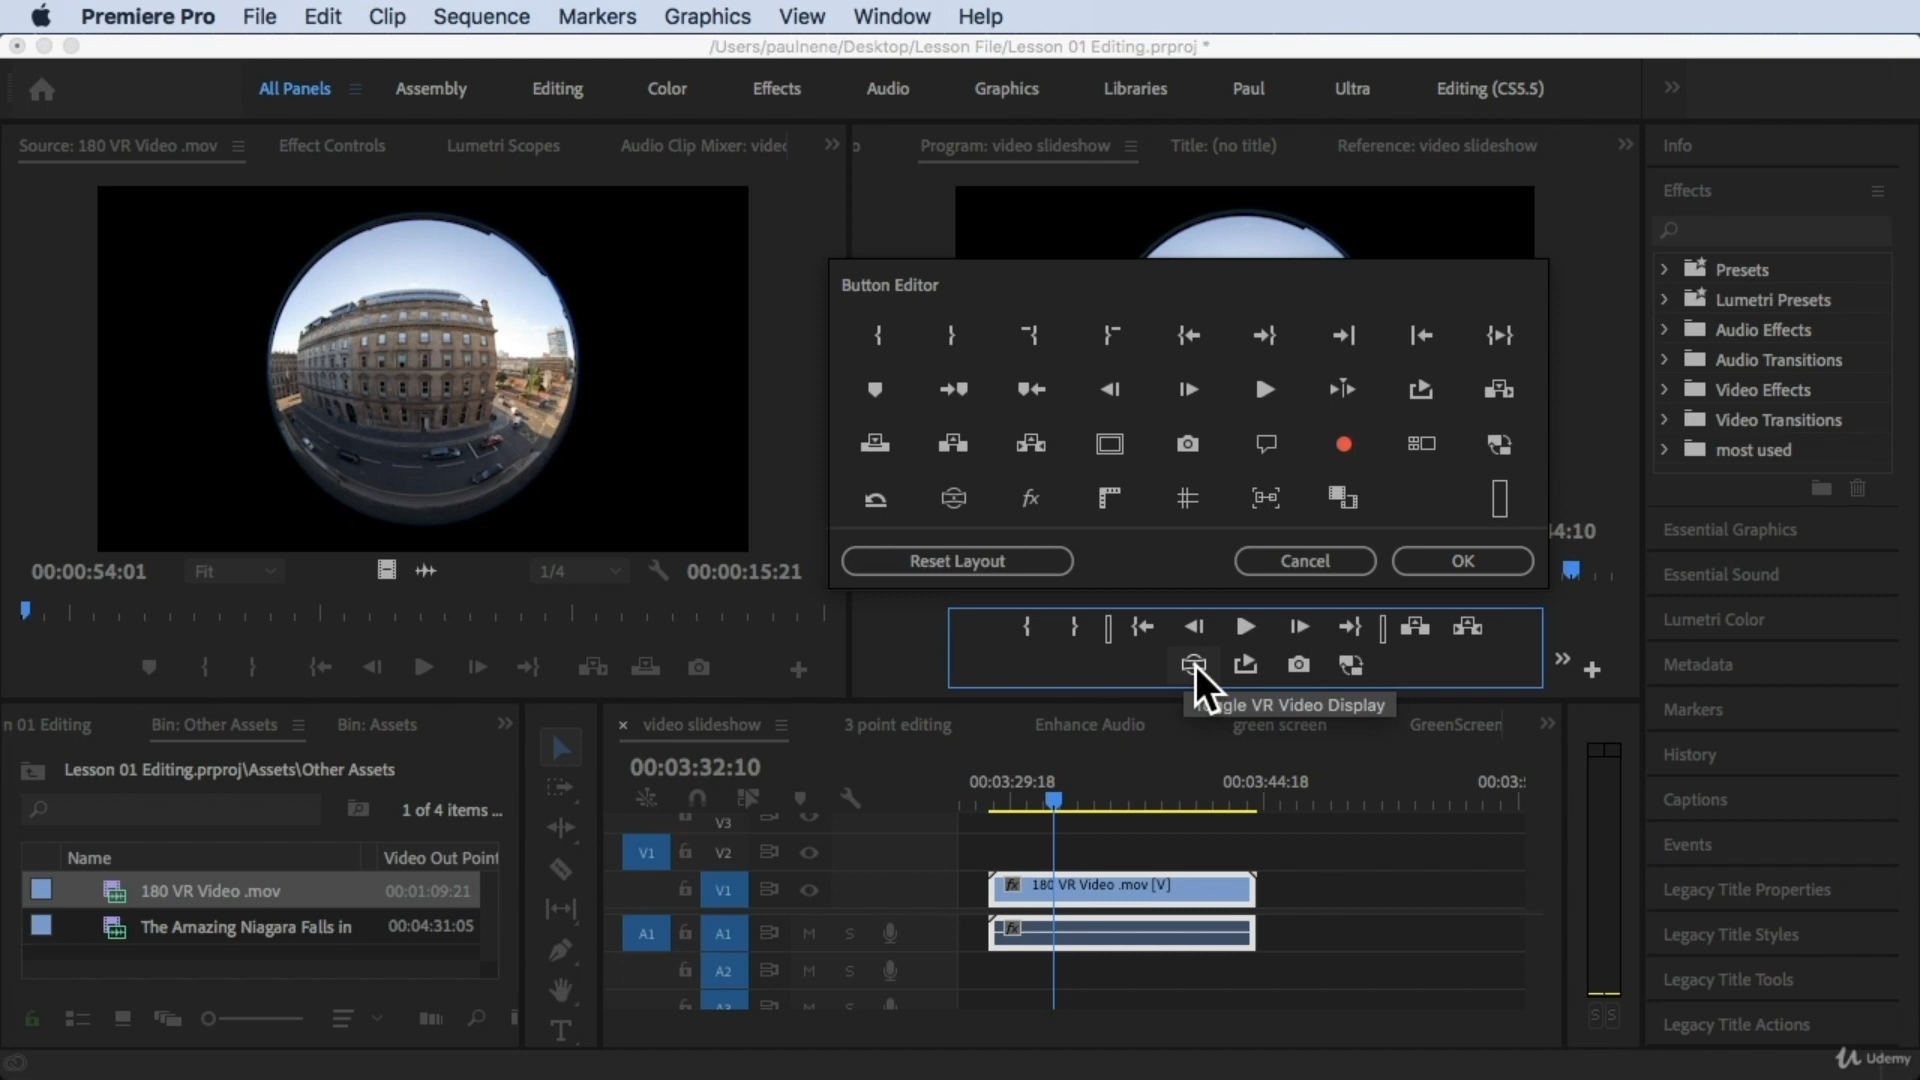 Premiere Pro File Edit Clip Sequence Markers Graphics View Window Help
/Users/paulnene/Desktop/Lesson File/Lesson 01 Editing.prproj *
All Panels Assembly Editing Color Effects Audio Graphics Libraries Paul Ultra Editing (CS5.5)
Source: 180 VR Video .mov Effect Controls Lumetri Scopes Audio Clip Mixer: video
Program: video slideshow Title: (no title) Reference: video slideshow
Info
Effects
Presets
Lumetri Presets
Audio Effects
Audio Transitions
Video Effects
Video Transitions
most used
Button Editor
fx
Reset Layout Cancel OK
00:00:54:01 Fit 1/4 00:00:15:21
44:10
Toggle VR Video Display
Essential Graphics
Essential Sound
Lumetri Color
Metadata
Markers
History
Captions
Events
Legacy Title Properties
Legacy Title Styles
Legacy Title Tools
Legacy Title Actions
n 01 Editing Bin: Other Assets Bin: Assets
Lesson 01 Editing.prproj\Assets\Other Assets
1 of 4 items ...
Name Video Out Point
180 VR Video .mov 00:01:09:21
The Amazing Niagara Falls in 00:04:31:05
video slideshow 3 point editing Enhance Audio green screen GreenScreen
00:03:32:10
00:03:29:18 00:03:44:18 00:03:
V3
V1 V2
V1
A1 A1 M S
A2 M S
A3 M S
fx 180 VR Video .mov [V]
fx
T
S S
Udemy